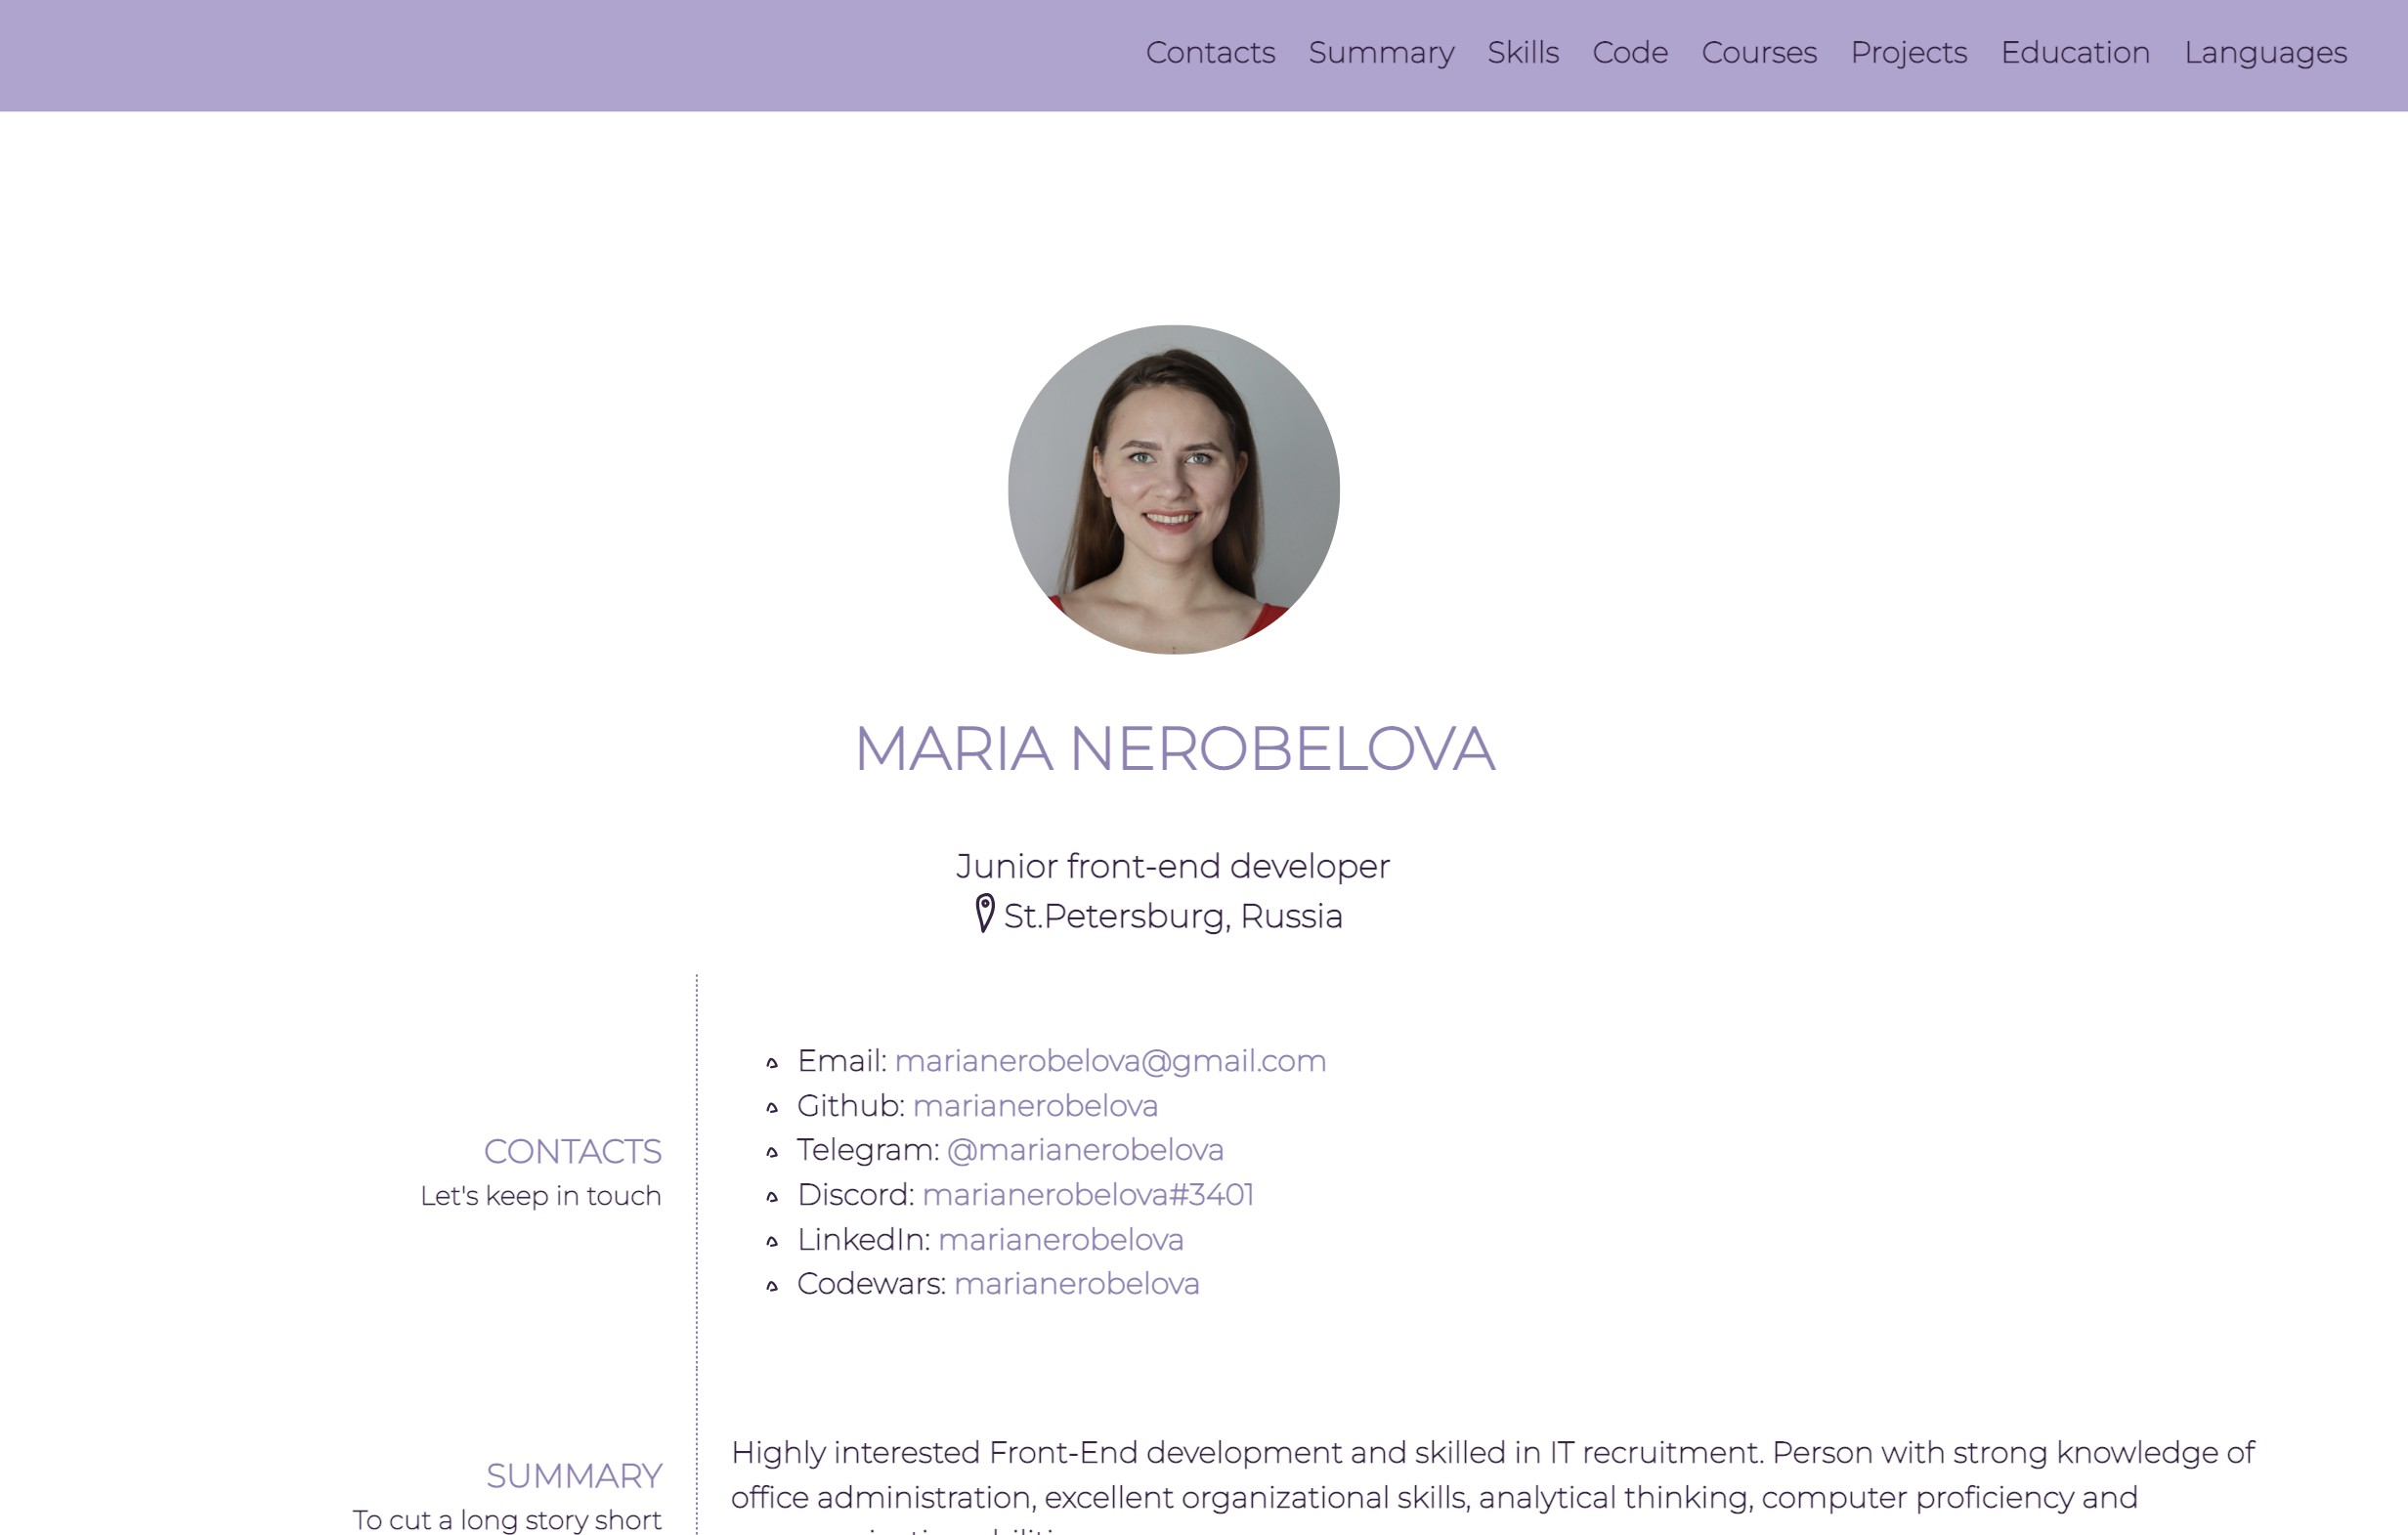 Contacts Summary Skills Code Courses Projects Education Languages
MARIA NEROBELOVA
Junior front-end developer
St.Petersburg, Russia
CONTACTS
Let's keep in touch
Email: marianerobelova@gmail.com
Github: marianerobelova
Telegram: @marianerobelova
Discord: marianerobelova#3401
LinkedIn: marianerobelova
Codewars: marianerobelova
SUMMARY
To cut a long story short
Highly interested Front-End development and skilled in IT recruitment. Person with strong knowledge of
office administration, excellent organizational skills, analytical thinking, computer proficiency and